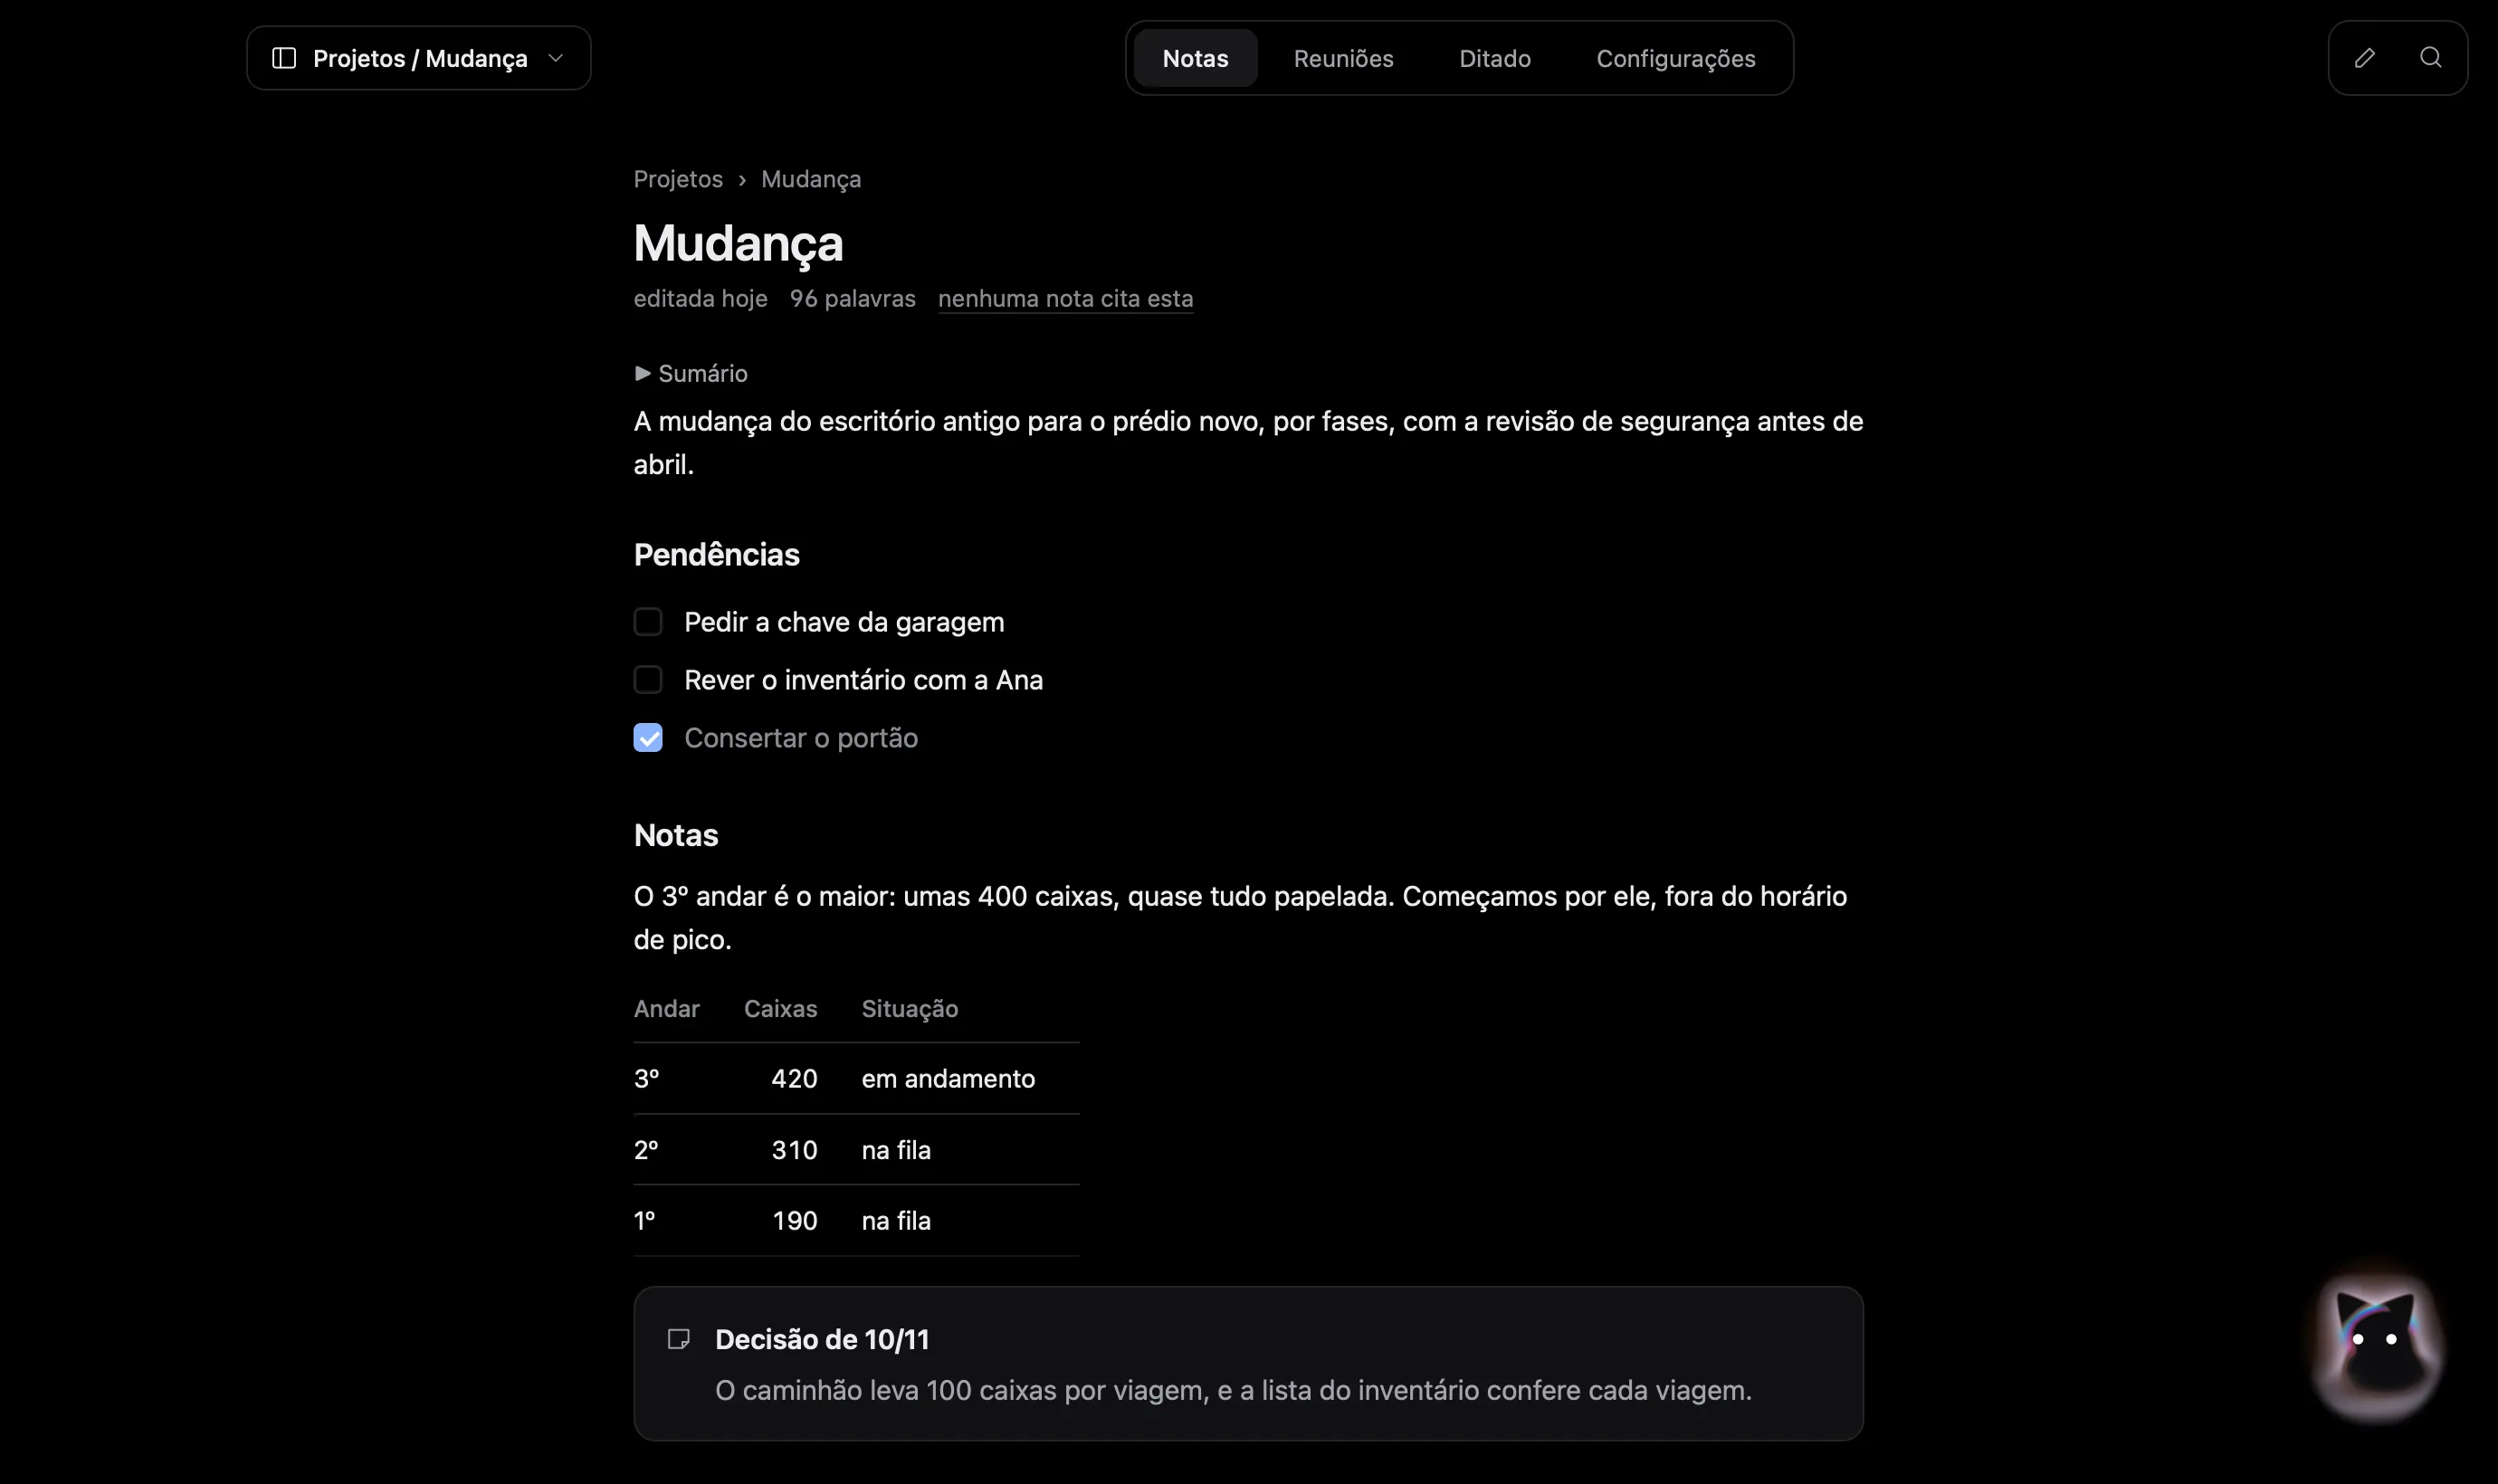 Projetos / Mudança
Notas Reuniões Ditado Configurações
Projetos › Mudança
Mudança
editada hoje 96 palavras nenhuma nota cita esta
Sumário
A mudança do escritório antigo para o prédio novo, por fases, com a revisão de segurança antes de
abril.
Pendências
Pedir a chave da garagem
Rever o inventário com a Ana
Consertar o portão
Notas
O 3º andar é o maior: umas 400 caixas, quase tudo papelada. Começamos por ele, fora do horário
de pico.
Andar Caixas Situação
3º 420 em andamento
2º 310 na fila
1º 190 na fila
Decisão de 10/11
O caminhão leva 100 caixas por viagem, e a lista do inventário confere cada viagem.